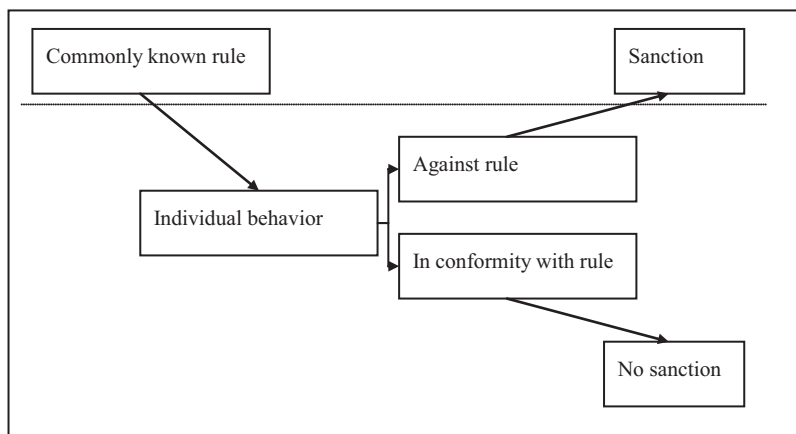 Commonly known rule
Sanction
Against rule
Individual behavior
In conformity with rule
No sanction